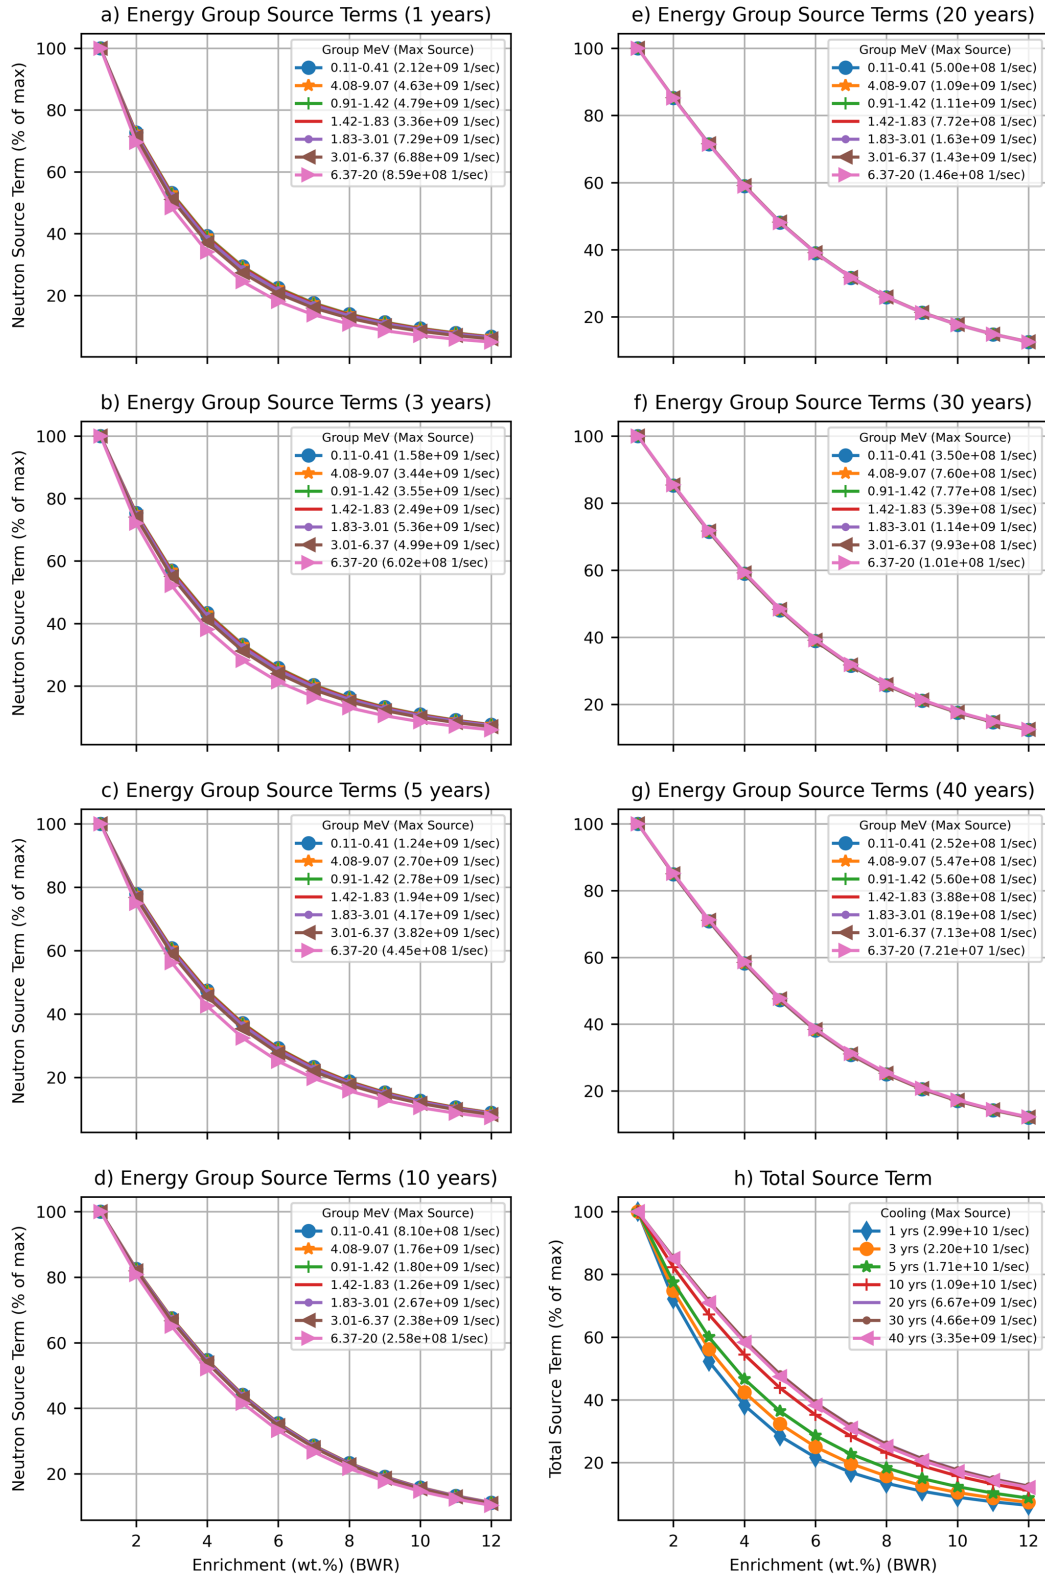 a) Energy Group Source Terms (1 years)
Neutron Source Term (% of max)
100
80
60
40
20
Group MeV (Max Source)
0.11-0.41 (2.12e+09 1/sec)
4.08-9.07 (4.63e+09 1/sec)
0.91-1.42 (4.79e+09 1/sec)
1.42-1.83 (3.36e+09 1/sec)
1.83-3.01 (7.29e+09 1/sec)
3.01-6.37 (6.88e+09 1/sec)
6.37-20 (8.59e+08 1/sec)
b) Energy Group Source Terms (3 years)
Neutron Source Term (% of max)
100
80
60
40
20
Group MeV (Max Source)
0.11-0.41 (1.58e+09 1/sec)
4.08-9.07 (3.44e+09 1/sec)
0.91-1.42 (3.55e+09 1/sec)
1.42-1.83 (2.49e+09 1/sec)
1.83-3.01 (5.36e+09 1/sec)
3.01-6.37 (4.99e+09 1/sec)
6.37-20 (6.02e+08 1/sec)
c) Energy Group Source Terms (5 years)
Neutron Source Term (% of max)
100
80
60
40
20
Group MeV (Max Source)
0.11-0.41 (1.24e+09 1/sec)
4.08-9.07 (2.70e+09 1/sec)
0.91-1.42 (2.78e+09 1/sec)
1.42-1.83 (1.94e+09 1/sec)
1.83-3.01 (4.17e+09 1/sec)
3.01-6.37 (3.82e+09 1/sec)
6.37-20 (4.45e+08 1/sec)
d) Energy Group Source Terms (10 years)
Neutron Source Term (% of max)
100
80
60
40
20
Group MeV (Max Source)
0.11-0.41 (8.10e+08 1/sec)
4.08-9.07 (1.76e+09 1/sec)
0.91-1.42 (1.80e+09 1/sec)
1.42-1.83 (1.26e+09 1/sec)
1.83-3.01 (2.67e+09 1/sec)
3.01-6.37 (2.38e+09 1/sec)
6.37-20 (2.58e+08 1/sec)
2 4 6 8 10 12
Enrichment (wt.%) (BWR)
e) Energy Group Source Terms (20 years)
100
80
60
40
20
Group MeV (Max Source)
0.11-0.41 (5.00e+08 1/sec)
4.08-9.07 (1.09e+09 1/sec)
0.91-1.42 (1.11e+09 1/sec)
1.42-1.83 (7.72e+08 1/sec)
1.83-3.01 (1.63e+09 1/sec)
3.01-6.37 (1.43e+09 1/sec)
6.37-20 (1.46e+08 1/sec)
f) Energy Group Source Terms (30 years)
100
80
60
40
20
Group MeV (Max Source)
0.11-0.41 (3.50e+08 1/sec)
4.08-9.07 (7.60e+08 1/sec)
0.91-1.42 (7.77e+08 1/sec)
1.42-1.83 (5.39e+08 1/sec)
1.83-3.01 (1.14e+09 1/sec)
3.01-6.37 (9.93e+08 1/sec)
6.37-20 (1.01e+08 1/sec)
g) Energy Group Source Terms (40 years)
100
80
60
40
20
Group MeV (Max Source)
0.11-0.41 (2.52e+08 1/sec)
4.08-9.07 (5.47e+08 1/sec)
0.91-1.42 (5.60e+08 1/sec)
1.42-1.83 (3.88e+08 1/sec)
1.83-3.01 (8.19e+08 1/sec)
3.01-6.37 (7.13e+08 1/sec)
6.37-20 (7.21e+07 1/sec)
h) Total Source Term
Total Source Term (% of max)
100
80
60
40
20
Cooling (Max Source)
1 yrs (2.99e+10 1/sec)
3 yrs (2.20e+10 1/sec)
5 yrs (1.71e+10 1/sec)
10 yrs (1.09e+10 1/sec)
20 yrs (6.67e+09 1/sec)
30 yrs (4.66e+09 1/sec)
40 yrs (3.35e+09 1/sec)
2 4 6 8 10 12
Enrichment (wt.%) (BWR)